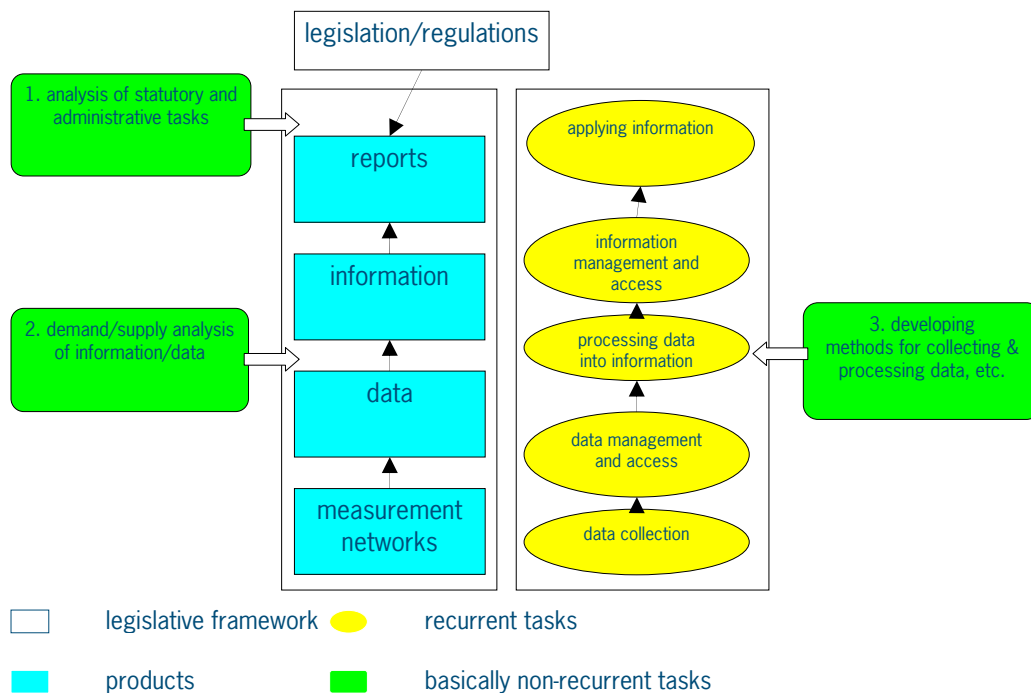 legislation/regulations
1. analysis of statutory and
administrative tasks
reports
information
data
measurement
networks
2. demand/supply analysis
of information/data
applying information
information
management and
access
processing data
into information
data management
and access
data collection
3. developing
methods for collecting &
processing data, etc.
legislative framework
recurrent tasks
products
basically non-recurrent tasks